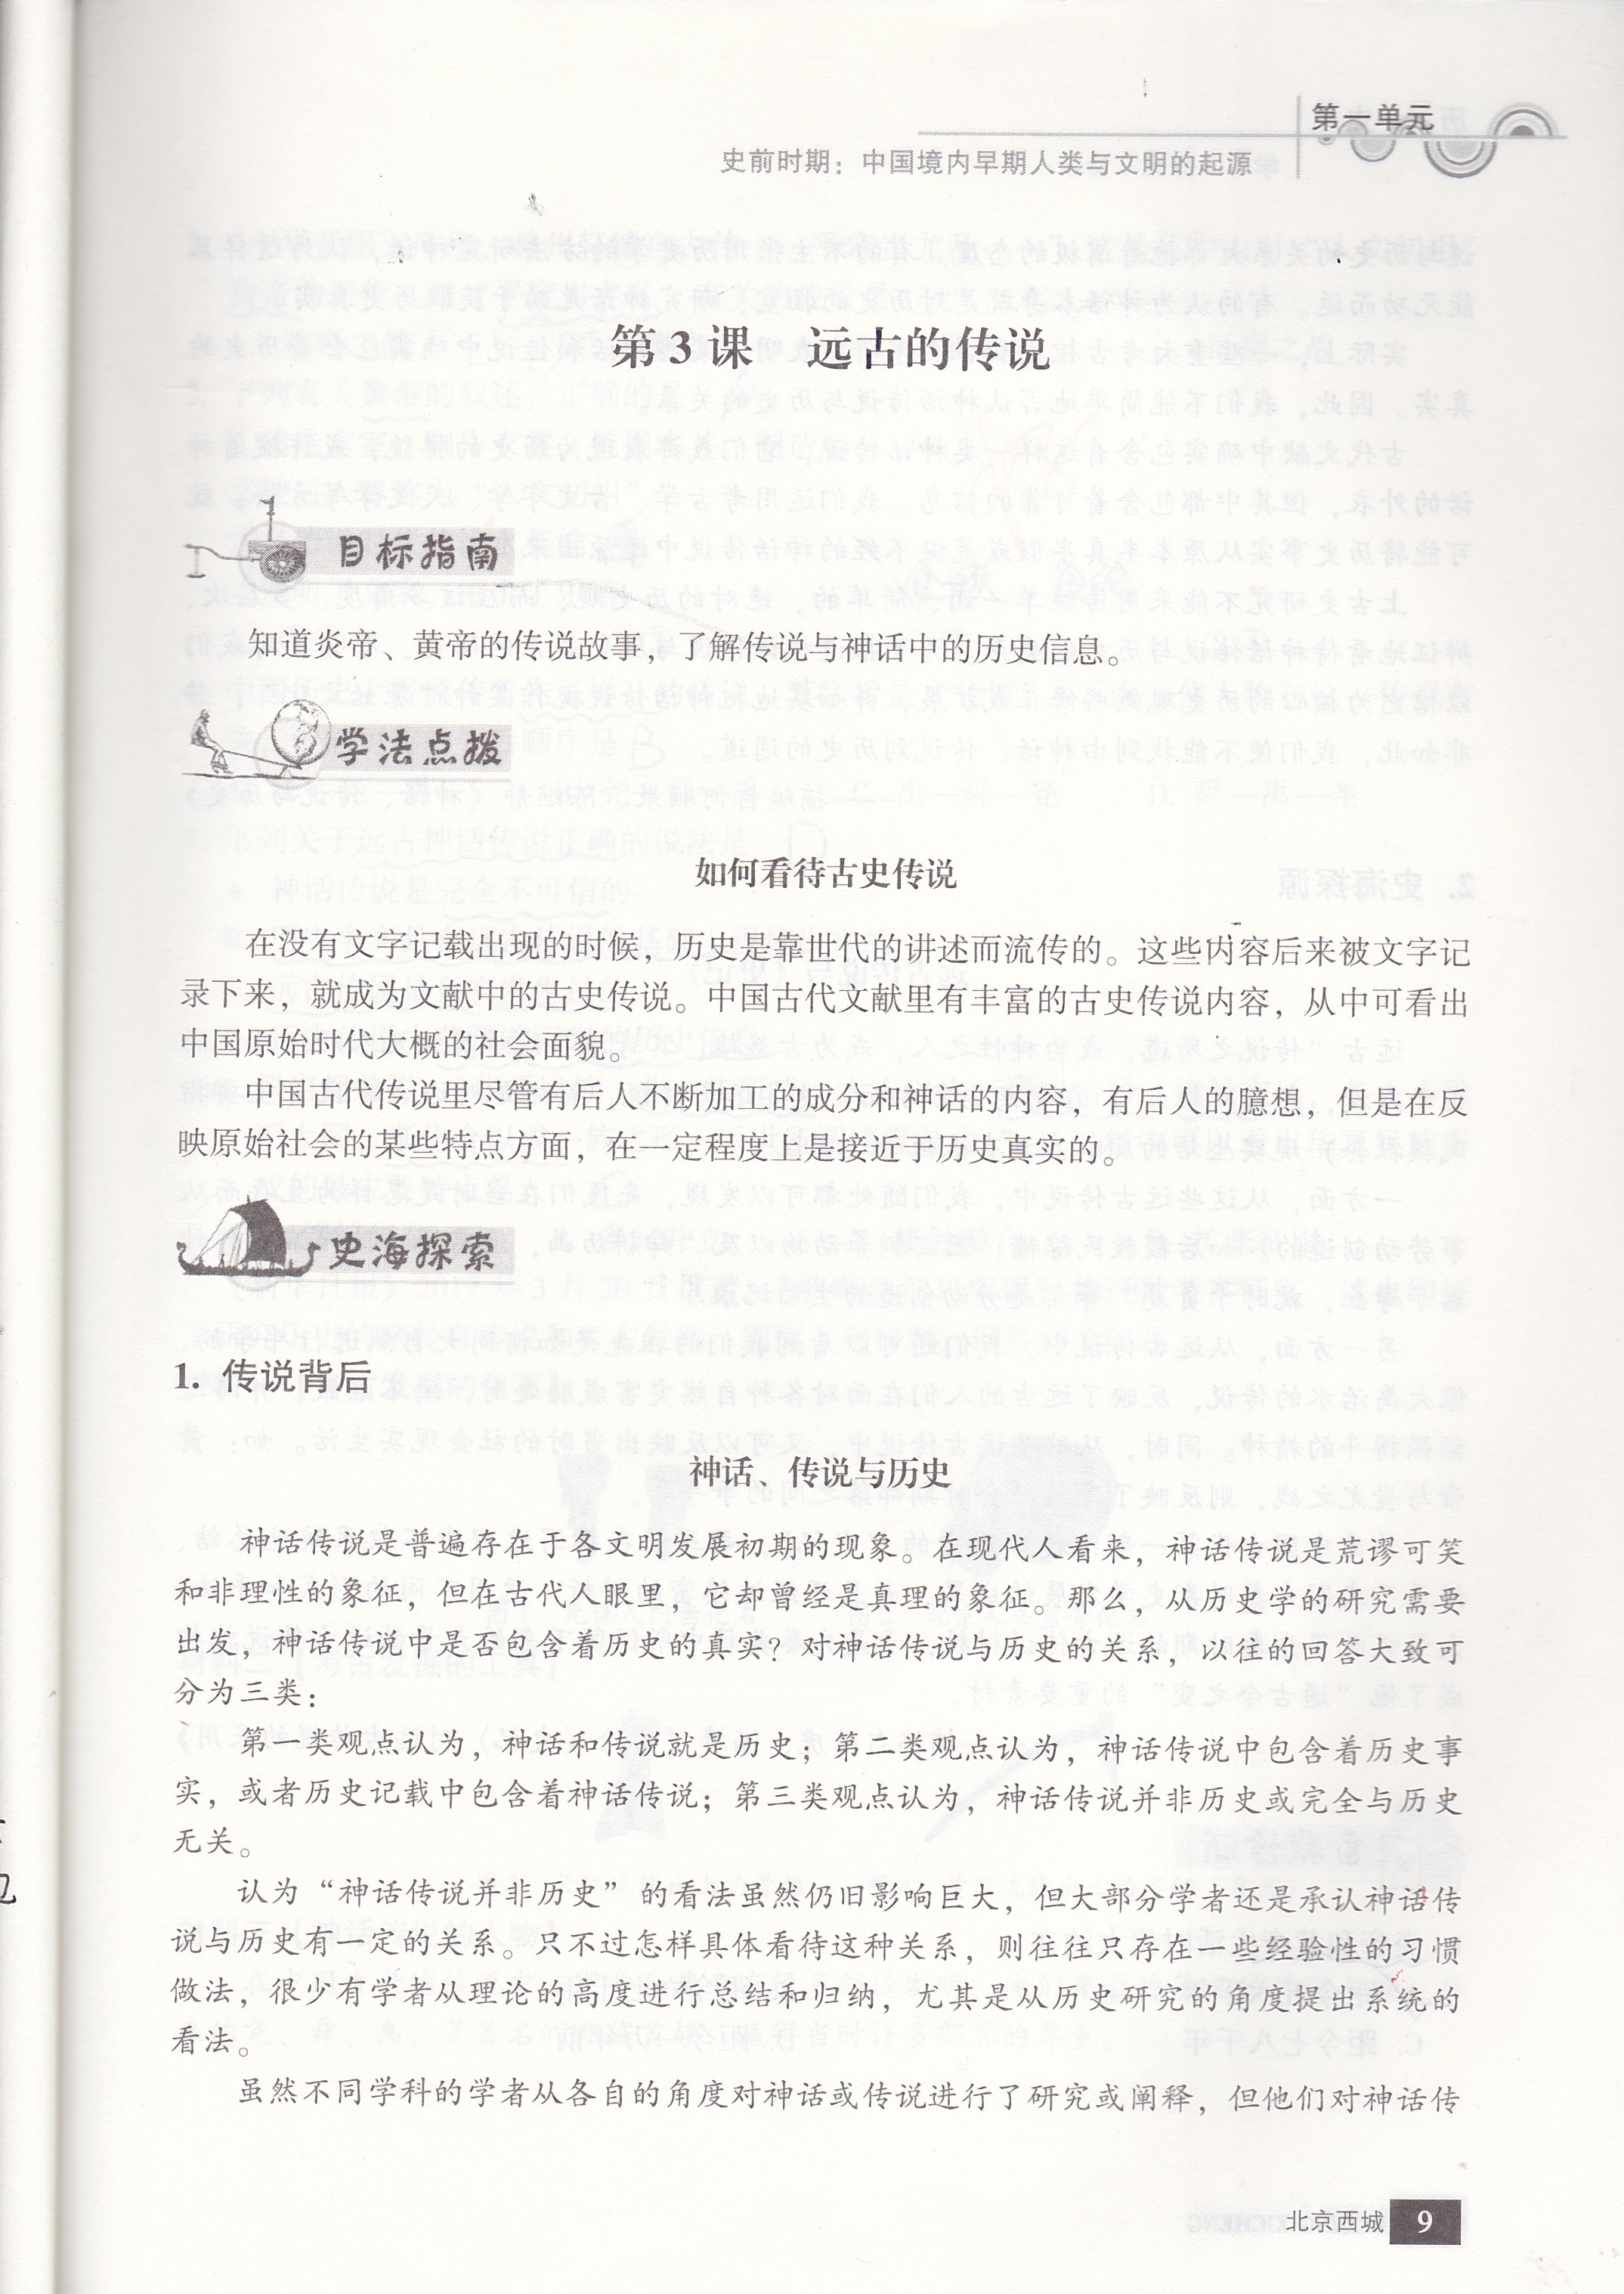 第一单元
史前时期：中国境内早期人类与文明的起源
第 3 课　远古的传说
目标指南
知道炎帝、黄帝的传说故事，了解传说与神话中的历史信息。
学法点拨
如何看待古史传说
在没有文字记载出现的时候，历史是靠世代的讲述而流传的。这些内容后来被文字记
录下来，就成为文献中的古史传说。中国古代文献里有丰富的古史传说内容，从中可看出
中国原始时代大概的社会面貌。
中国古代传说里尽管有后人不断加工的成分和神话的内容，有后人的臆想，但是在反
映原始社会的某些特点方面，在一定程度上是接近于历史真实的。
史海探索
1. 传说背后
神话、传说与历史
神话传说是普遍存在于各文明发展初期的现象。在现代人看来，神话传说是荒谬可笑
和非理性的象征，但在古代人眼里，它却曾经是真理的象征。那么，从历史学的研究需要
出发，神话传说中是否包含着历史的真实？对神话传说与历史的关系，以往的回答大致可
分为三类：
第一类观点认为，神话和传说就是历史；第二类观点认为，神话传说中包含着历史事
实，或者历史记载中包含着神话传说；第三类观点认为，神话传说并非历史或完全与历史
无关。
认为“神话传说并非历史”的看法虽然仍旧影响巨大，但大部分学者还是承认神话传
说与历史有一定的关系。只不过怎样具体看待这种关系，则往往只存在一些经验性的习惯
做法，很少有学者从理论的高度进行总结和归纳，尤其是从历史研究的角度提出系统的
看法。
虽然不同学科的学者从各自的角度对神话或传说进行了研究或阐释，但他们对神话传
北京西城 9